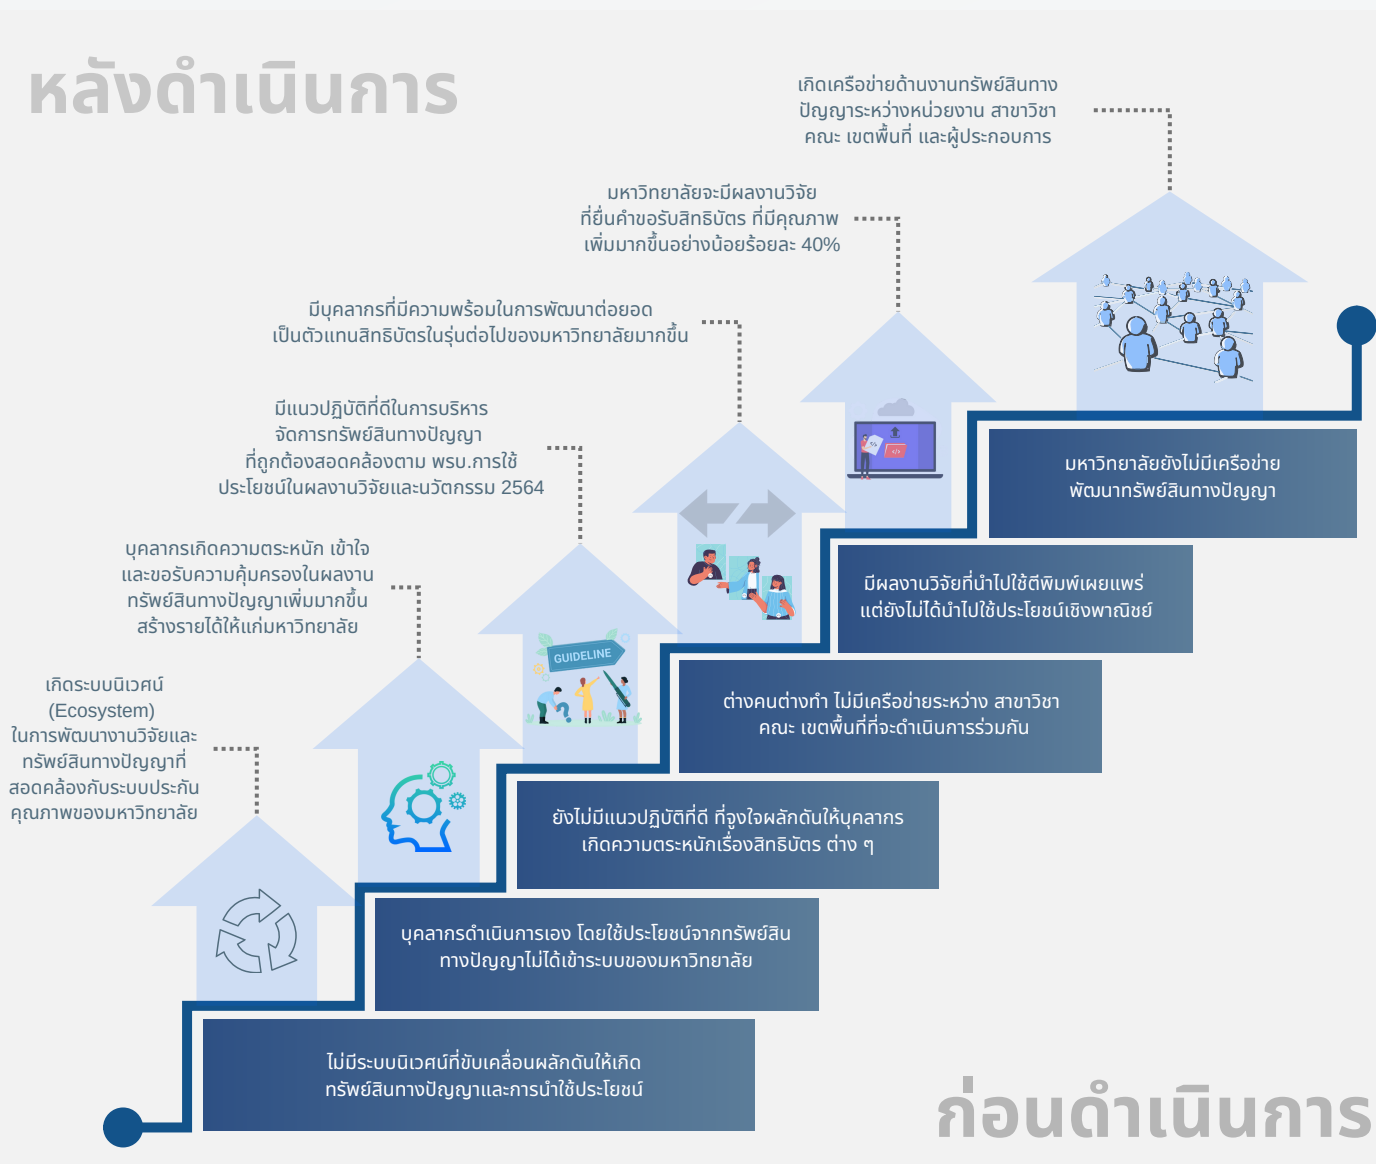 หลังดำเนินการ
เกิดเครือข่ายด้านงานทรัพย์สินทาง
ปัญญาระหว่างหน่วยงาน สาขาวิชา
คณะ เขตพื้นที่ และผู้ประกอบการ
มหาวิทยาลัยจะมีผลงานวิจัย
ที่ยื่นคำขอรับสิทธิบัตร ที่มีคุณภาพ
เพิ่มมากขึ้นอย่างน้อยร้อยละ 40%
มีบุคลากรที่มีความพร้อมในการพัฒนาต่อยอด
เป็นตัวแทนสิทธิบัตรในรุ่นต่อไปของมหาวิทยาลัยมากขึ้น
มีแนวปฏิบัติที่ดีในการบริหาร
จัดการทรัพย์สินทางปัญญา
ที่ถูกต้องสอดคล้องตาม พรบ.การใช้
ประโยชน์ในผลงานวิจัยและนวัตกรรม 2564
บุคลากรเกิดความตระหนัก เข้าใจ
และขอรับความคุ้มครองในผลงาน
ทรัพย์สินทางปัญญาเพิ่มมากขึ้น
สร้างรายได้ให้แก่มหาวิทยาลัย
เกิดระบบนิเวศน์
(Ecosystem)
ในการพัฒนางานวิจัยและ
ทรัพย์สินทางปัญญาที่
สอดคล้องกับระบบประกัน
คุณภาพของมหาวิทยาลัย
GUIDELINE
มหาวิทยาลัยยังไม่มีเครือข่าย
พัฒนาทรัพย์สินทางปัญญา
มีผลงานวิจัยที่นำไปใช้ตีพิมพ์เผยแพร่
แต่ยังไม่ได้นำไปใช้ประโยชน์เชิงพาณิชย์
ต่างคนต่างทำ ไม่มีเครือข่ายระหว่าง สาขาวิชา
คณะ เขตพื้นที่ที่จะดำเนินการร่วมกัน
ยังไม่มีแนวปฏิบัติที่ดี ที่จูงใจผลักดันให้บุคลากร
เกิดความตระหนักเรื่องสิทธิบัตร ต่าง ๆ
บุคลากรดำเนินการเอง โดยใช้ประโยชน์จากทรัพย์สิน
ทางปัญญาไม่ได้เข้าระบบของมหาวิทยาลัย
ไม่มีระบบนิเวศน์ที่ขับเคลื่อนผลักดันให้เกิด
ทรัพย์สินทางปัญญาและการนำใช้ประโยชน์
ก่อนดำเนินการ